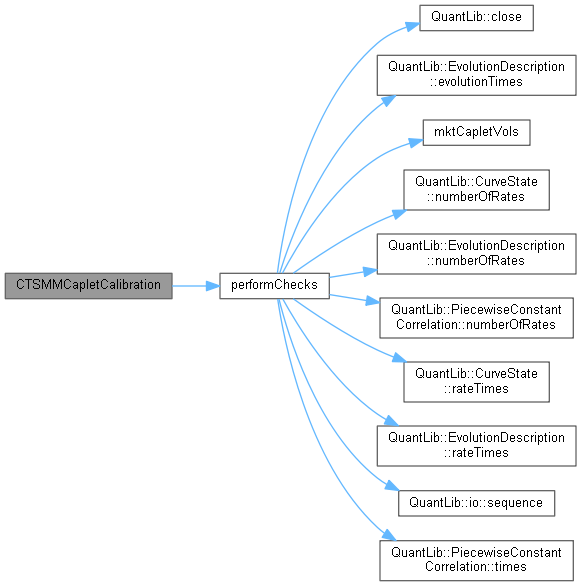 CTSMMCapletCalibration
performChecks
QuantLib::close
QuantLib::EvolutionDescription
::evolutionTimes
mktCapletVols
QuantLib::CurveState
::numberOfRates
QuantLib::EvolutionDescription
::numberOfRates
QuantLib::PiecewiseConstant
Correlation::numberOfRates
QuantLib::CurveState
::rateTimes
QuantLib::EvolutionDescription
::rateTimes
QuantLib::io::sequence
QuantLib::PiecewiseConstant
Correlation::times